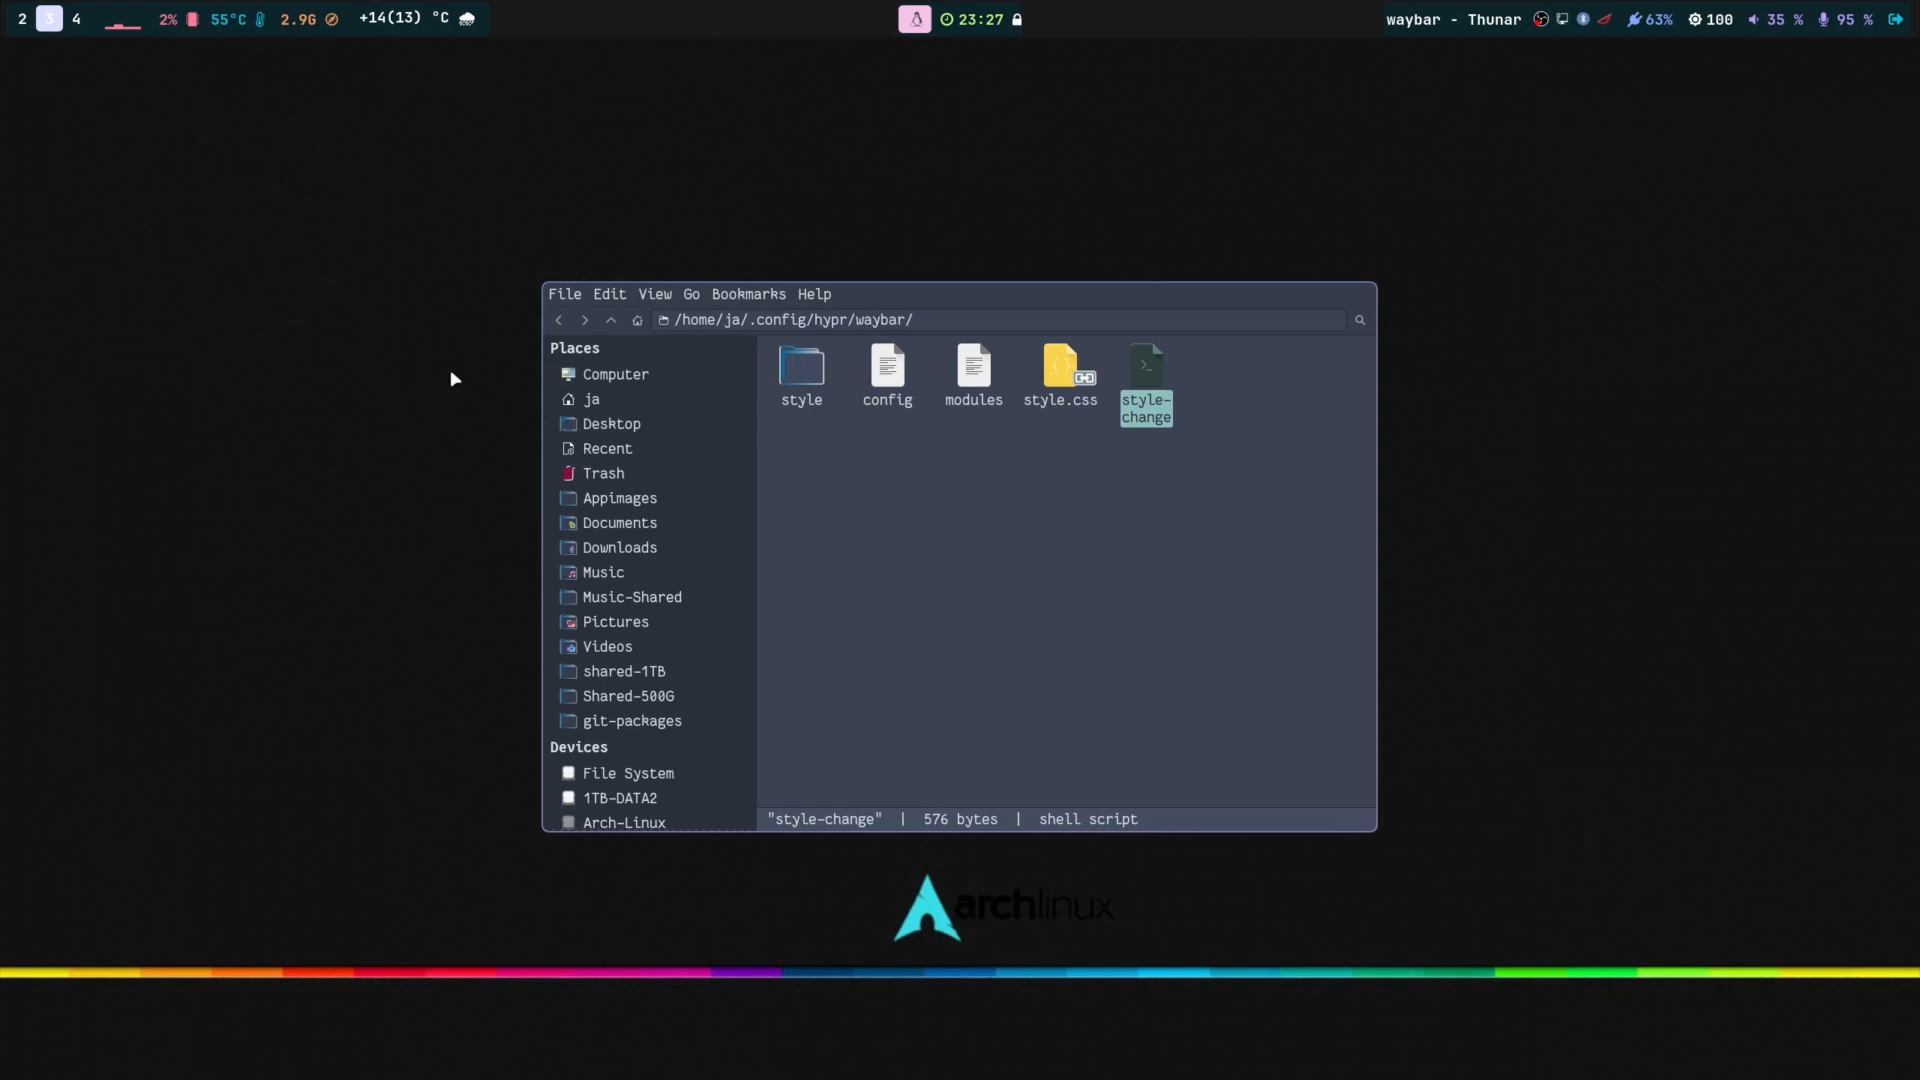 2 3 4 2% 55°C 2.9G +14(13) °C
23:27
waybar - Thunar 63% 100 35 % 95 %
File Edit View Go Bookmarks Help
/home/ja/.config/hypr/waybar/
Places
Computer
ja
Desktop
Recent
Trash
Appimages
Documents
Downloads
Music
Music-Shared
Pictures
Videos
shared-1TB
Shared-500G
git-packages
Devices
File System
1TB-DATA2
Arch-Linux
style config modules style.css style-
change
"style-change" | 576 bytes | shell script
archlinux